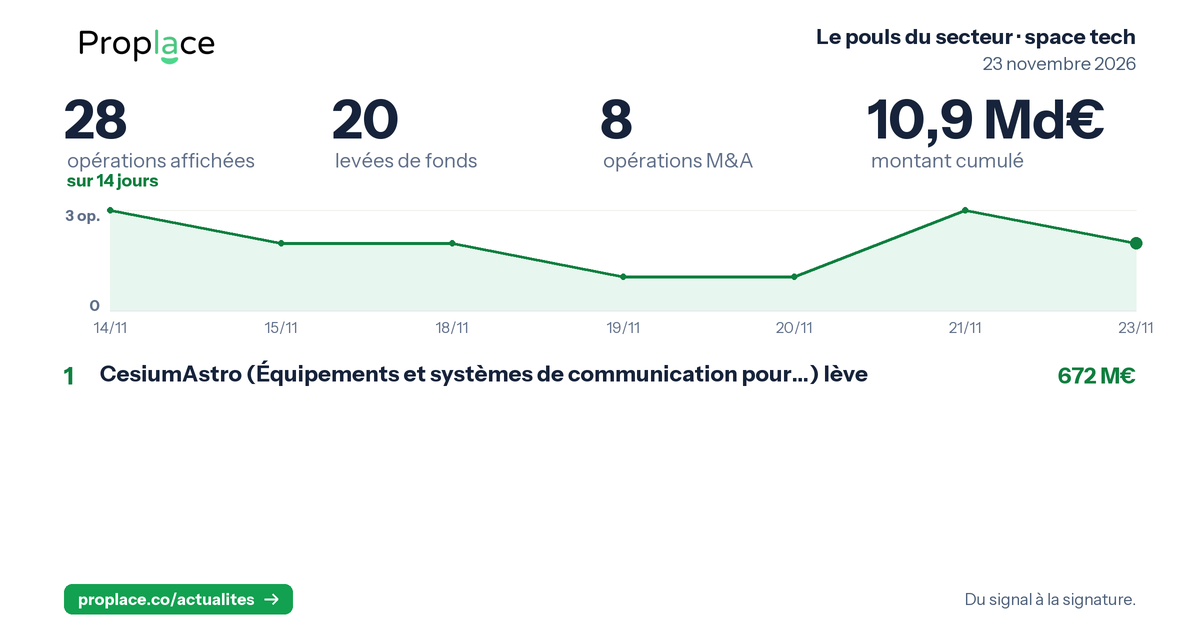 Proplace
Le pouls du secteur · space tech
23 novembre 2026
28
opérations affichées
sur 14 jours
20
levées de fonds
8
opérations M&A
10,9 Md€
montant cumulé
3 op.
0
14/11
15/11
18/11
19/11
20/11
21/11
23/11
1 CesiumAstro (Équipements et systèmes de communication pour...) lève 672 M€
proplace.co/actualites →
Du signal à la signature.